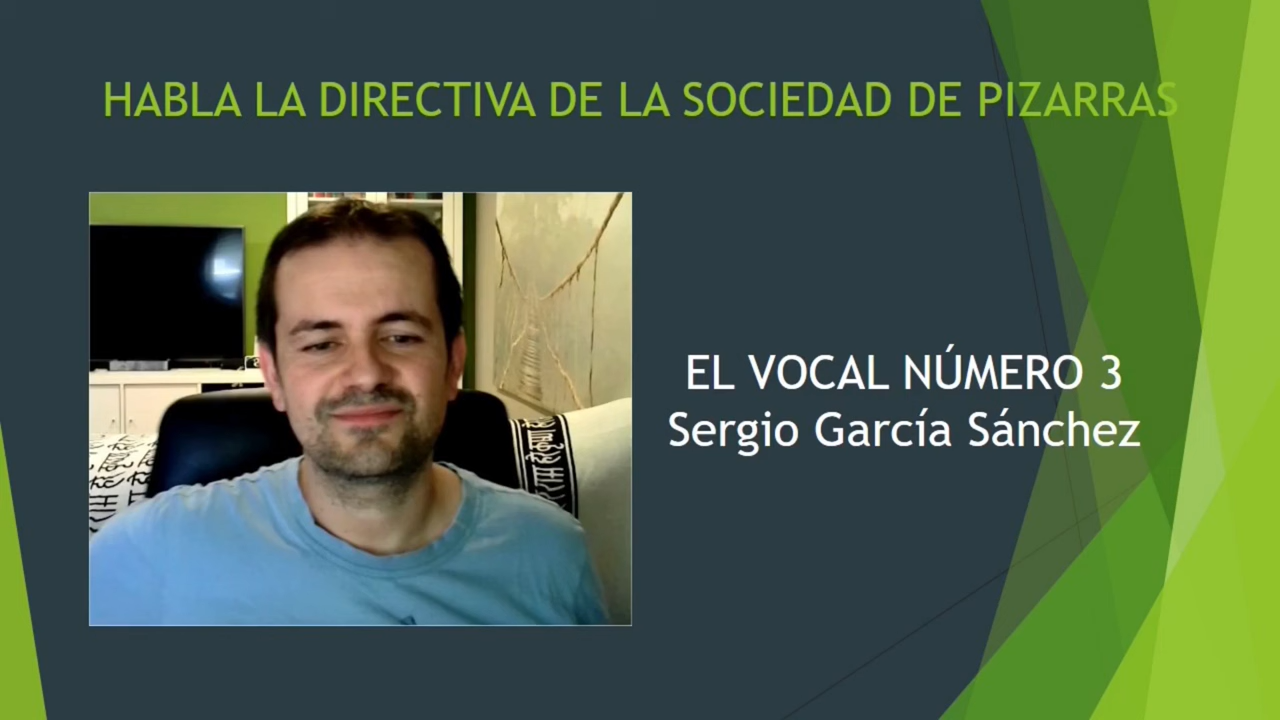 HABLA LA DIRECTIVA DE LA SOCIEDAD DE PIZARRAS
EL VOCAL NÚMERO 3
Sergio García Sánchez